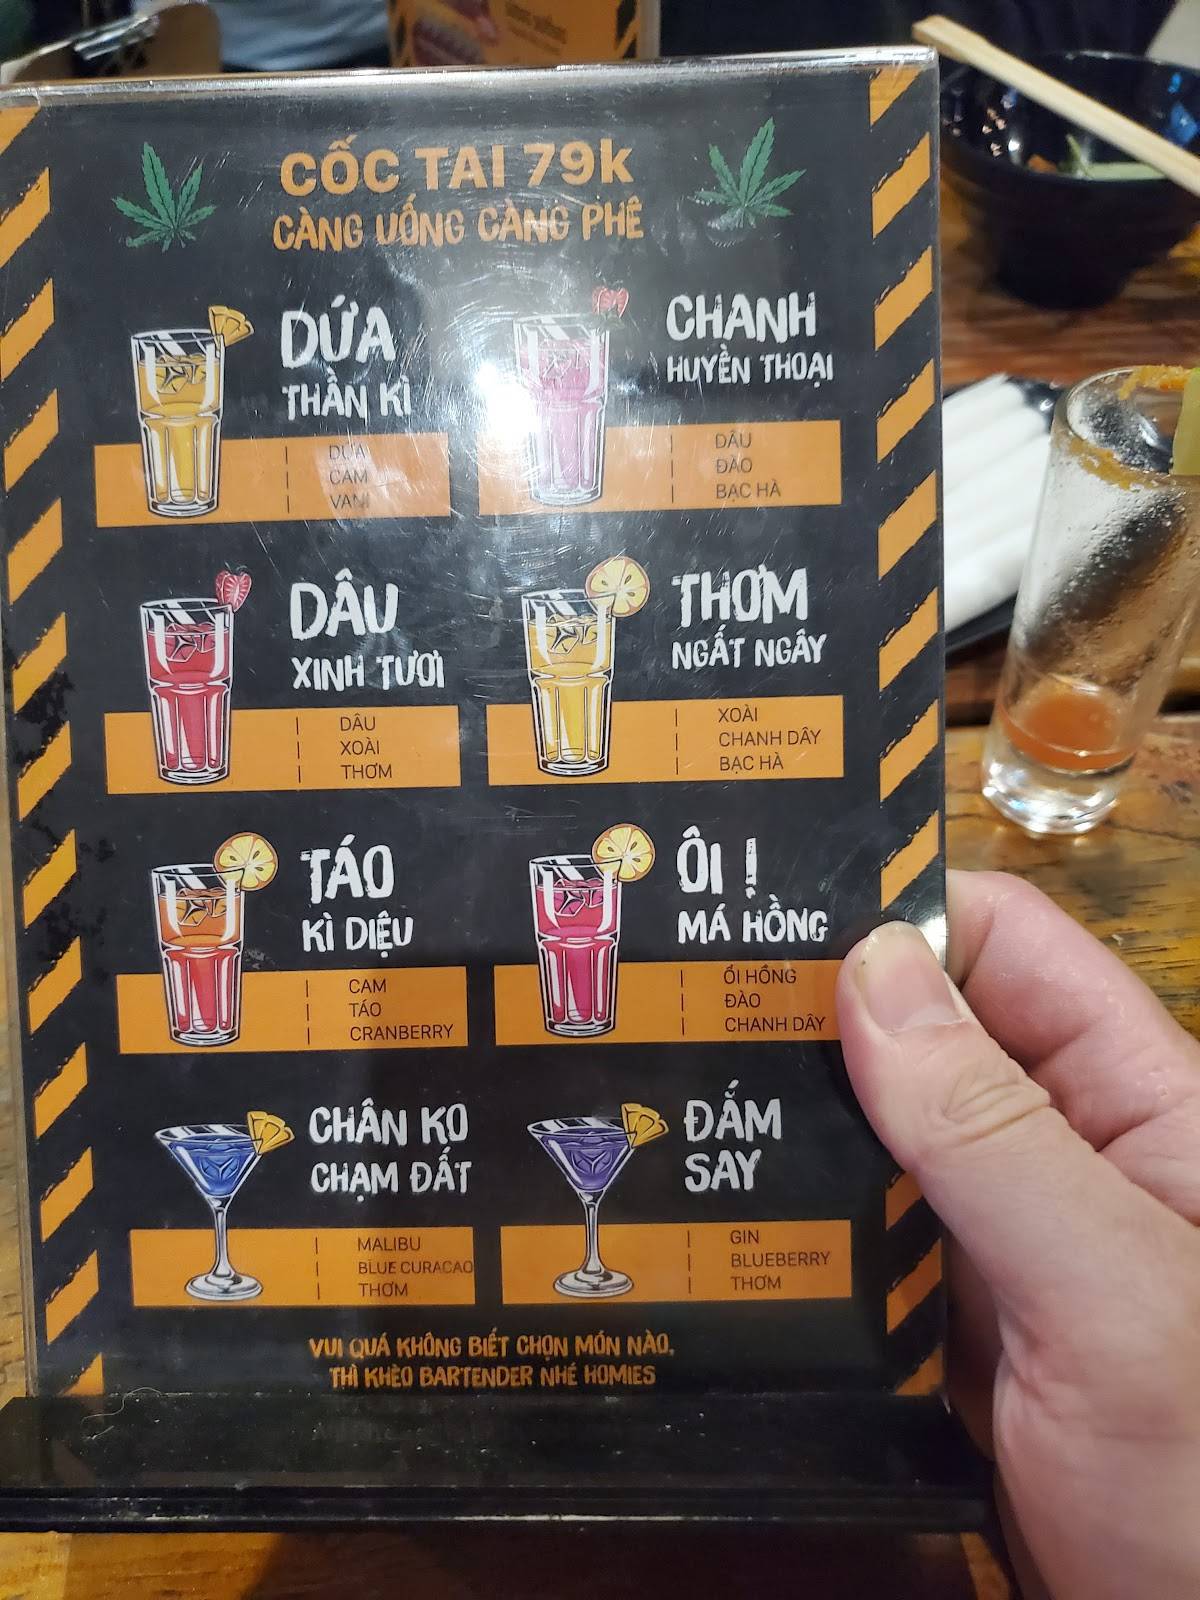 CỐC TAI 79k
CÀNG UỐNG CÀNG PHÊ
DỨA
THẦN KÌ
DỨA
CAM
VANI
CHANH
HUYỀN THOẠI
DÂU
ĐÀO
BẠC HÀ
DÂU
XINH TƯƠI
DÂU
XOÀI
THƠM
THƠM
NGẤT NGÂY
XOÀI
CHANH DÂY
BẠC HÀ
TÁO
KÌ DIỆU
CAM
TÁO
CRANBERRY
ÔI !
MÁ HỒNG
ỔI HỒNG
ĐÀO
CHANH DÂY
CHÂN KO
CHẠM ĐẤT
MALIBU
BLUE CURACAO
THƠM
ĐẮM
SAY
GIN
BLUEBERRY
THƠM
VUI QUÁ KHÔNG BIẾT CHỌN MÓN NÀO,
THÌ KHÈO BARTENDER NHÉ HOMIES